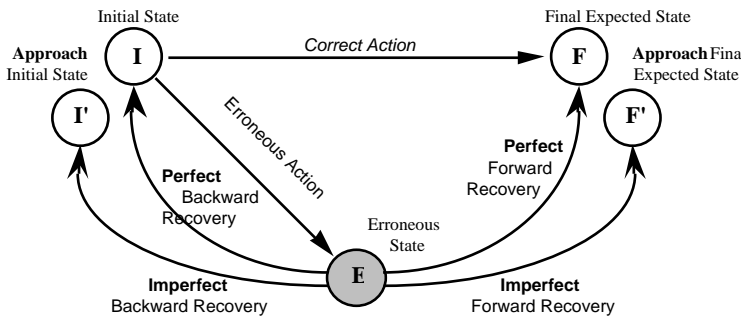 Initial State
Final Expected State
Approach
Initial State
I
Correct Action
F
Approach Fina
Expected State
I'
F'
Erroneous Action
Perfect
Backward
Recovery
Perfect
Forward
Recovery
Erroneous
State
E
Imperfect
Backward Recovery
Imperfect
Forward Recovery